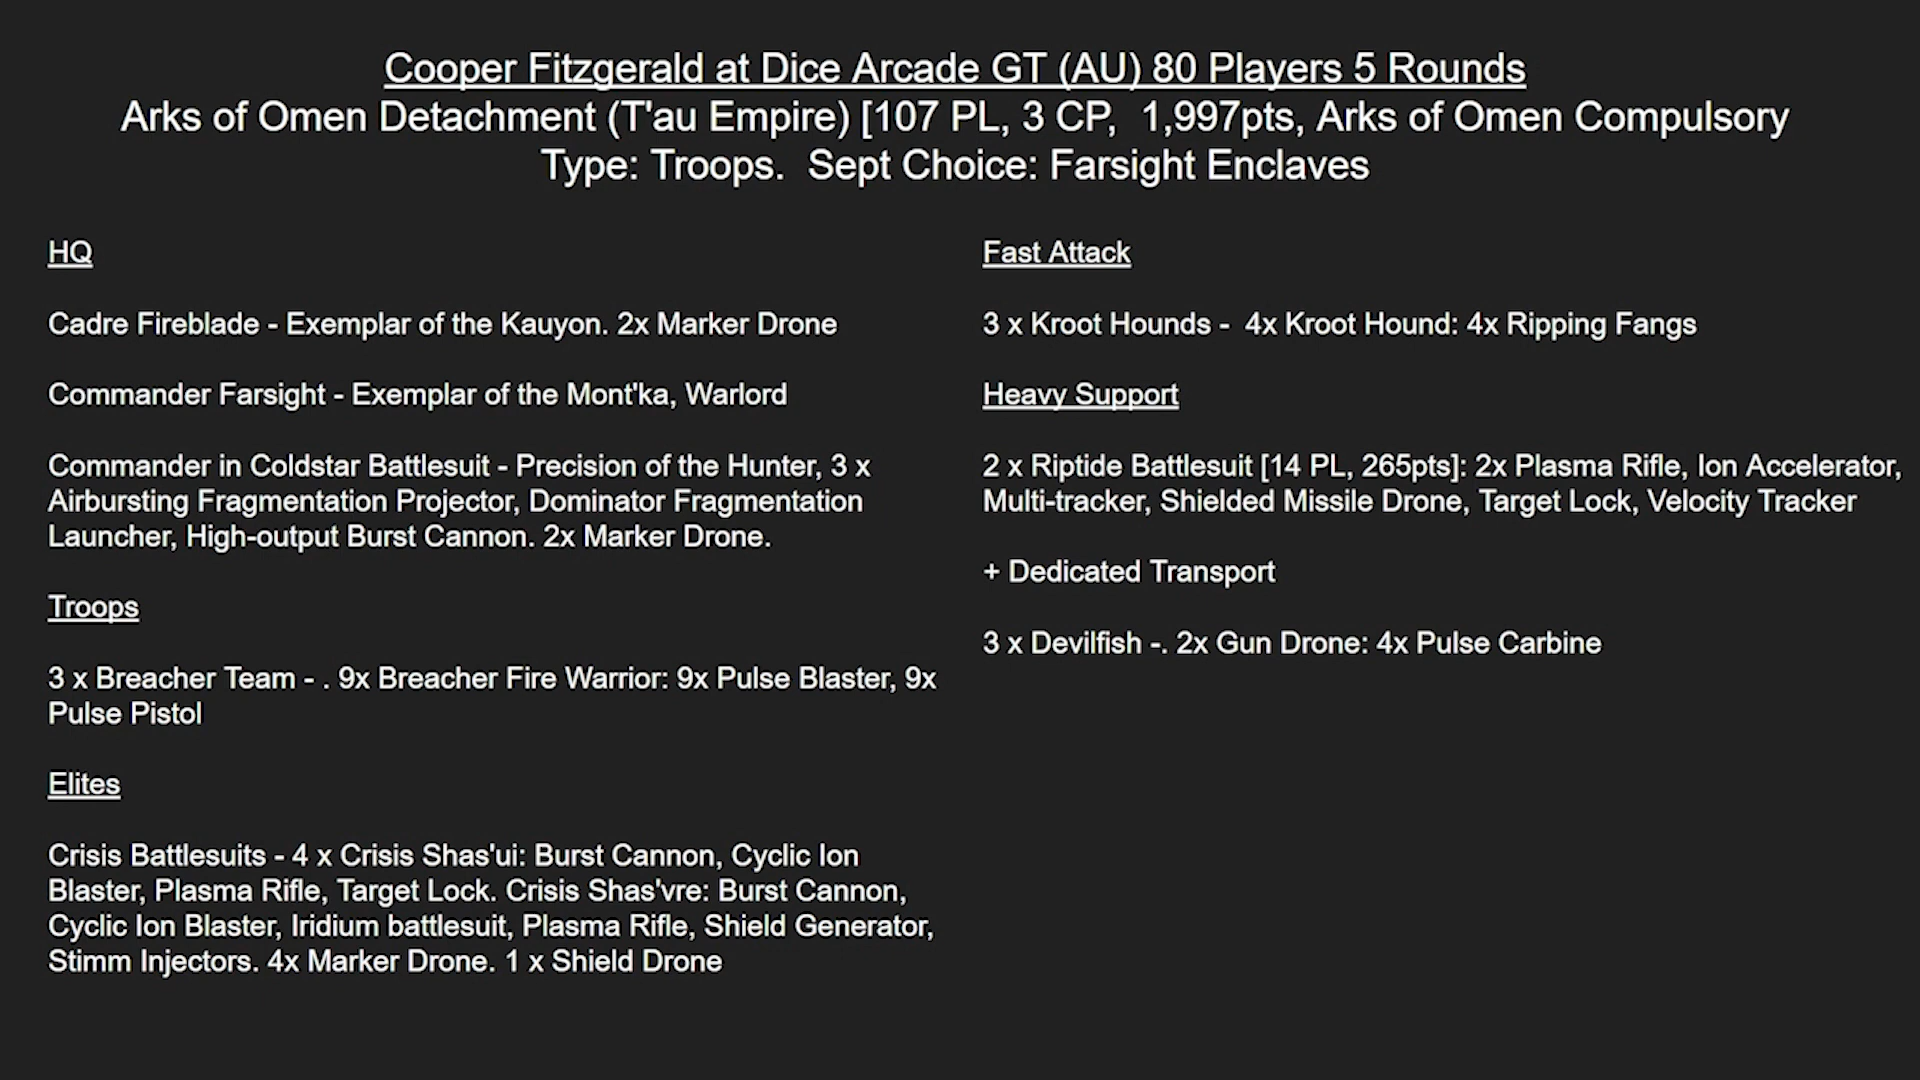 Cooper Fitzgerald at Dice Arcade GT (AU) 80 Players 5 Rounds
Arks of Omen Detachment (T'au Empire) [107 PL, 3 CP,  1,997pts, Arks of Omen Compulsory
Type: Troops.  Sept Choice: Farsight Enclaves
HQ
Cadre Fireblade - Exemplar of the Kauyon. 2x Marker Drone
Commander Farsight - Exemplar of the Mont'ka, Warlord
Commander in Coldstar Battlesuit - Precision of the Hunter, 3 x
Airbursting Fragmentation Projector, Dominator Fragmentation
Launcher, High-output Burst Cannon. 2x Marker Drone.
Troops
3 x Breacher Team - . 9x Breacher Fire Warrior: 9x Pulse Blaster, 9x
Pulse Pistol
Elites
Crisis Battlesuits - 4 x Crisis Shas'ui: Burst Cannon, Cyclic Ion
Blaster, Plasma Rifle, Target Lock. Crisis Shas'vre: Burst Cannon,
Cyclic Ion Blaster, Iridium battlesuit, Plasma Rifle, Shield Generator,
Stimm Injectors. 4x Marker Drone. 1 x Shield Drone
Fast Attack
3 x Kroot Hounds -  4x Kroot Hound: 4x Ripping Fangs
Heavy Support
2 x Riptide Battlesuit [14 PL, 265pts]: 2x Plasma Rifle, Ion Accelerator,
Multi-tracker, Shielded Missile Drone, Target Lock, Velocity Tracker
+ Dedicated Transport
3 x Devilfish -. 2x Gun Drone: 4x Pulse Carbine